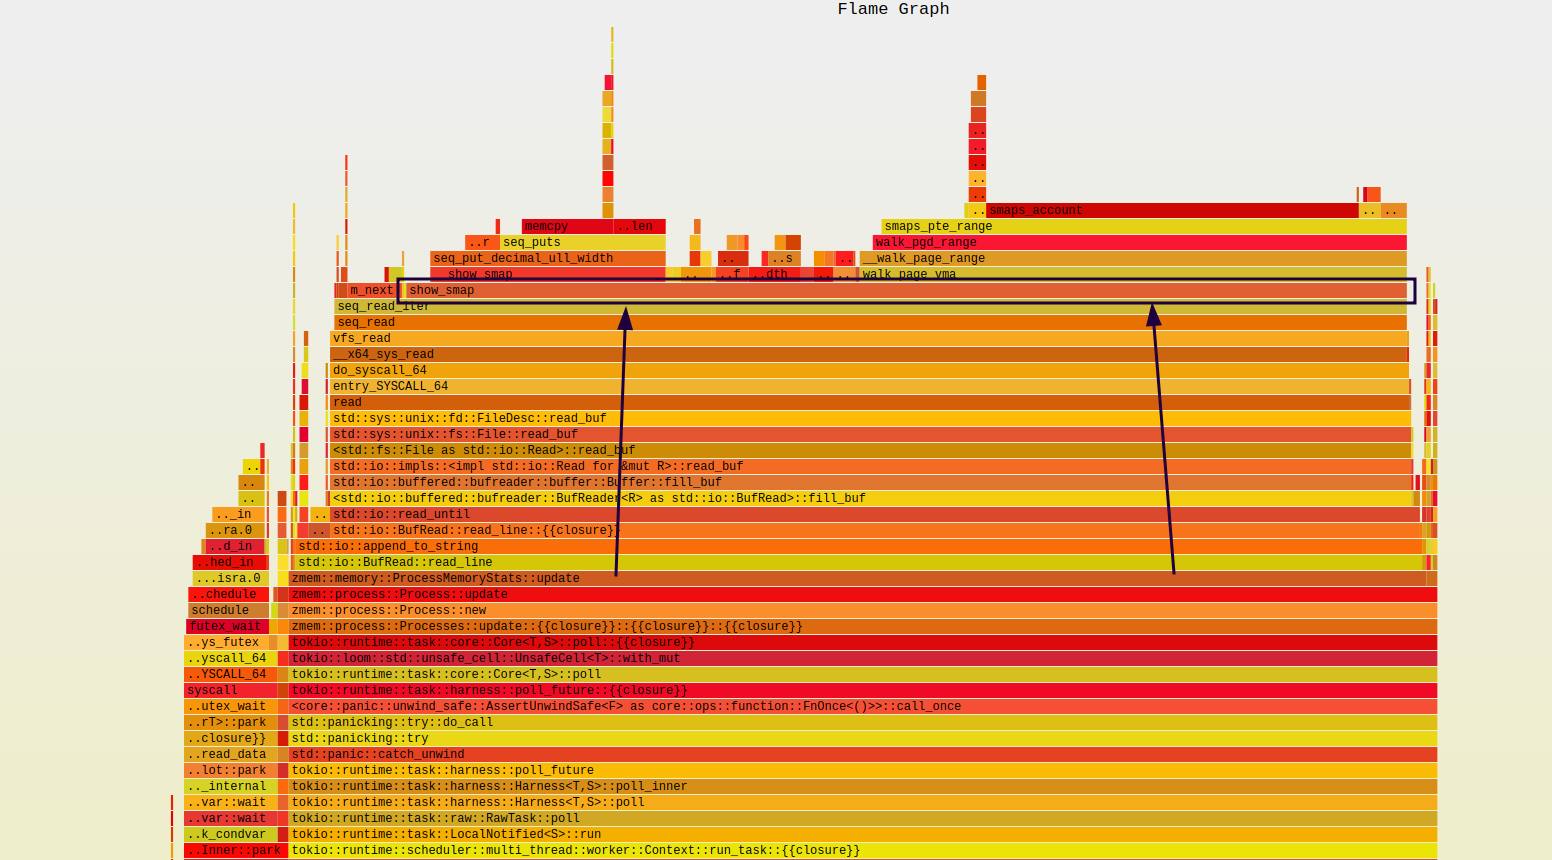 Flame Graph
.. smaps_account .. ..
memcpy ..len smaps_pte_range
..r seq_puts walk_pgd_range
seq_put_decimal_ull_width .. ..s .. __walk_page_range
__show_smap .. ..f ..dth .. .. walk_page_vma
m_next show_smap
seq_read_iter
seq_read
vfs_read
__x64_sys_read
do_syscall_64
entry_SYSCALL_64
read
std::sys::unix::fd::FileDesc::read_buf
std::sys::unix::fs::File::read_buf
<std::fs::File as std::io::Read>::read_buf
.. std::io::impls::<impl std::io::Read for &mut R>::read_buf
.. std::io::buffered::bufreader::buffer::Buffer::fill_buf
.. <std::io::buffered::bufreader::BufReader<R> as std::io::BufRead>::fill_buf
.._in .. std::io::read_until
..ra.0 .. std::io::BufRead::read_line::{{closure}}
..d_in std::io::append_to_string
..hed_in std::io::BufRead::read_line
...isra.0 zmem::memory::ProcessMemoryStats::update
..chedule zmem::process::Process::update
schedule zmem::process::Process::new
futex_wait zmem::process::Processes::update::{{closure}}::{{closure}}::{{closure}}
..ys_futex tokio::runtime::task::core::Core<T,S>::poll::{{closure}}
..yscall_64 tokio::loom::std::unsafe_cell::UnsafeCell<T>::with_mut
..YSCALL_64 tokio::runtime::task::core::Core<T,S>::poll
syscall tokio::runtime::task::harness::poll_future::{{closure}}
..utex_wait <core::panic::unwind_safe::AssertUnwindSafe<F> as core::ops::function::FnOnce<()>>::call_once
..rT>::park std::panicking::try::do_call
..closure}} std::panicking::try
..read_data std::panic::catch_unwind
..lot::park tokio::runtime::task::harness::poll_future
.._internal tokio::runtime::task::harness::Harness<T,S>::poll_inner
..var::wait tokio::runtime::task::harness::Harness<T,S>::poll
..var::wait tokio::runtime::task::raw::RawTask::poll
..k_condvar tokio::runtime::task::LocalNotified<S>::run
..Inner::park tokio::runtime::scheduler::multi_thread::worker::Context::run_task::{{closure}}